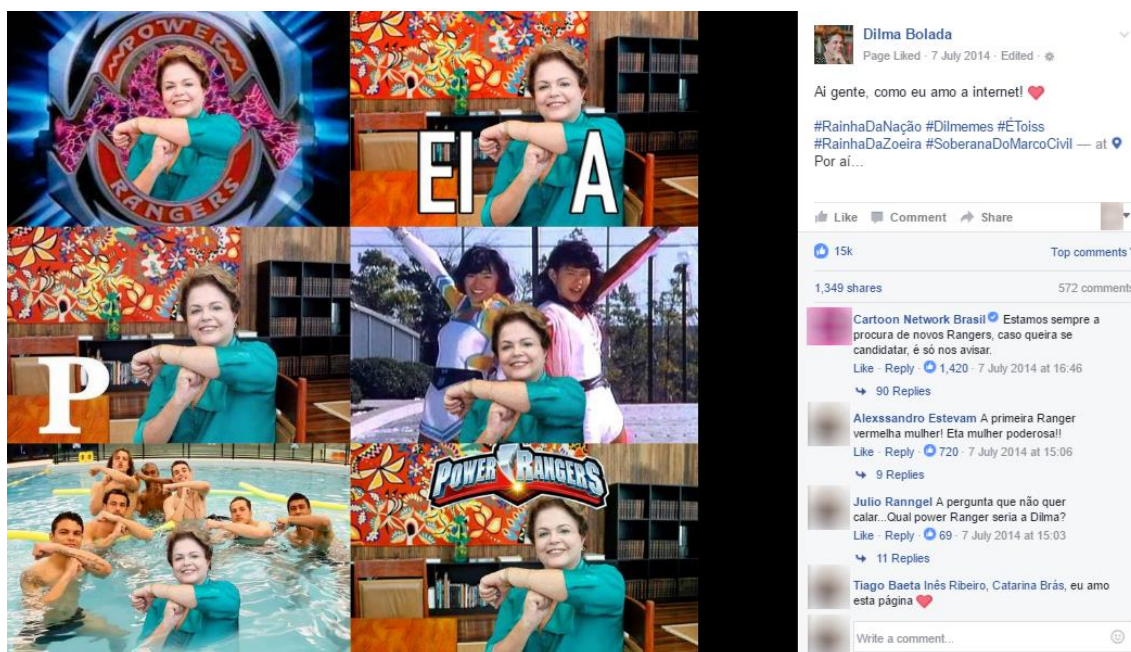 POWER
RANGERS
EI A
P
POWER RANGERS
Dilma Bolada
Page Liked · 7 July 2014 · Edited ·
Ai gente, como eu amo a internet!
#RainhaDaNação #Dilmemes #ÉToiss
#RainhaDaZoeira #SoberanaDoMarcoCivil — at
Por aí...
Like Comment Share
15k Top comments
1,349 shares 572 comments
Cartoon Network Brasil Estamos sempre a
procura de novos Rangers, caso queira se
candidatar, é só nos avisar.
Like · Reply · 1,420 · 7 July 2014 at 16:46
90 Replies
Alexssandro Estevam A primeira Ranger
vermelha mulher! Eta mulher poderosa!!
Like · Reply · 720 · 7 July 2014 at 15:06
9 Replies
Julio Ranngel A pergunta que não quer
calar...Qual power Ranger seria a Dilma?
Like · Reply · 69 · 7 July 2014 at 15:03
11 Replies
Tiago Baeta Inês Ribeiro, Catarina Brás, eu amo
esta página
Write a comment...